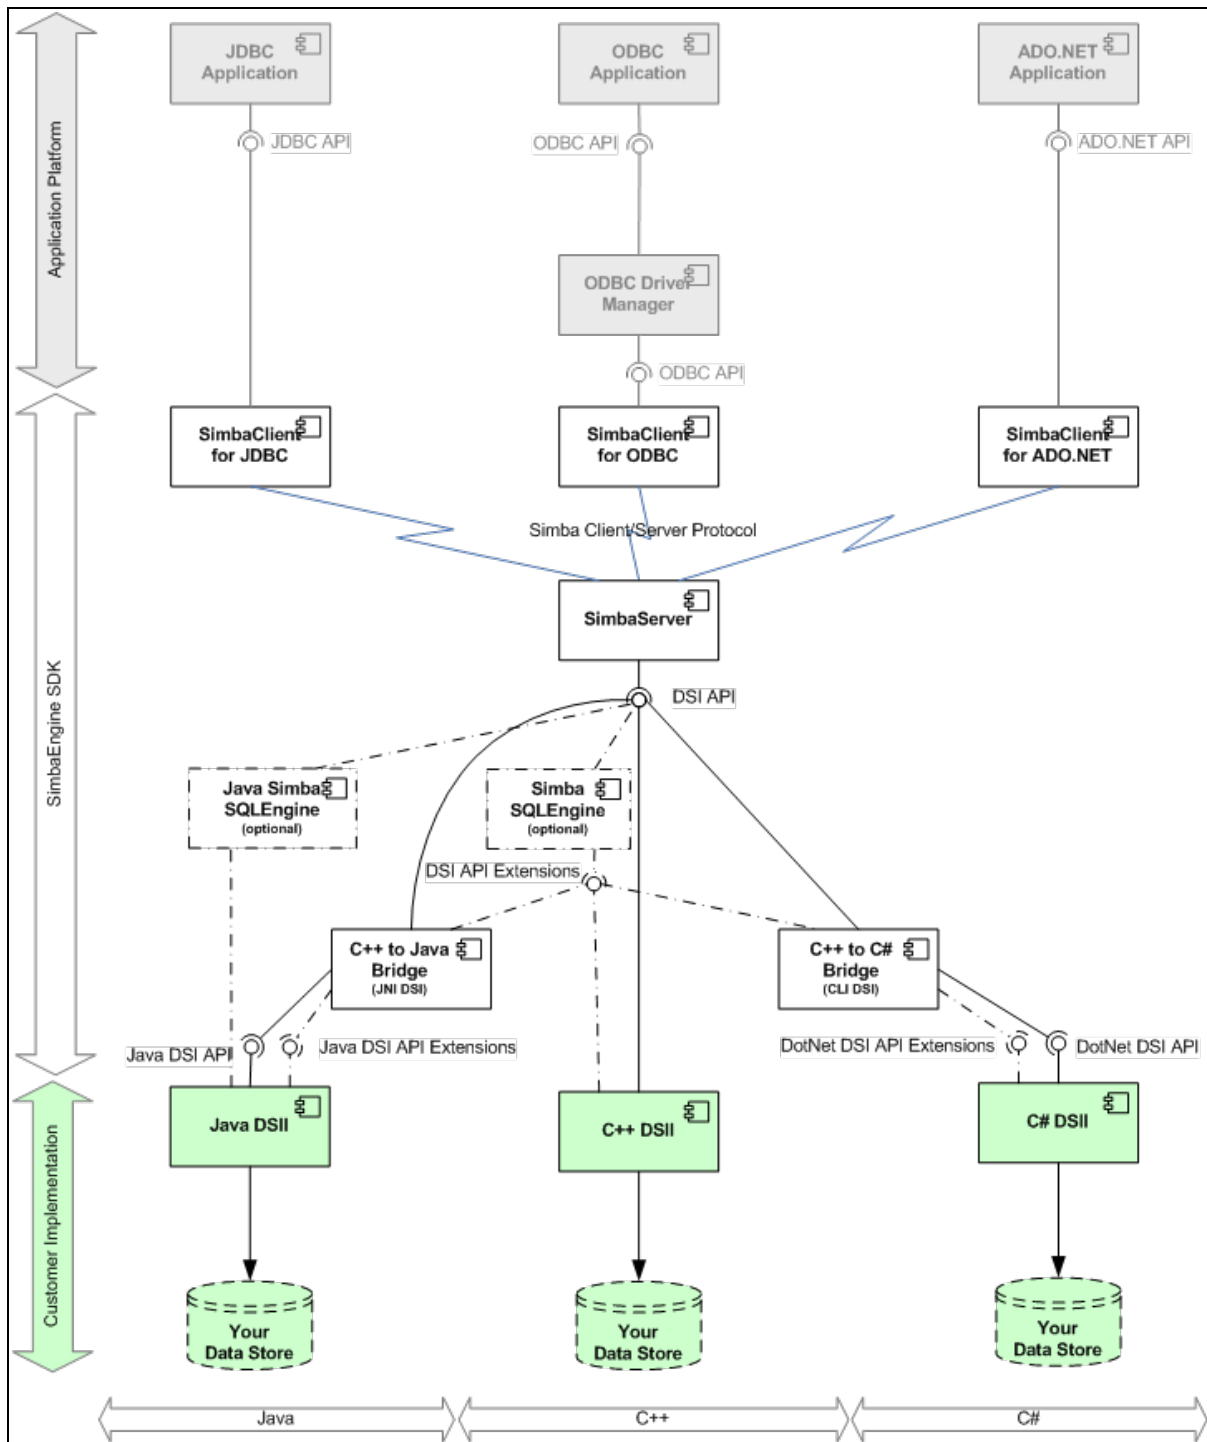 JDBC
Application
ODBC
Application
ADO.NET
Application
JDBC API
ODBC API
ADO.NET API
Application Platform
ODBC Driver
Manager
ODBC API
SimbaClient
for JDBC
SimbaClient
for ODBC
SimbaClient
for ADO.NET
Simba Client/Server Protocol
SimbaServer
DSI API
SimbaEngine SDK
Java Simba
SQLEngine
(optional)
Simba
SQLEngine
(optional)
DSI API Extensions
C++ to Java
Bridge
(JNI DSI)
C++ to C#
Bridge
(CLI DSI)
Java DSI API
Java DSI API Extensions
DotNet DSI API Extensions
DotNet DSI API
Java DSII
C++ DSII
C# DSII
Customer Implementation
Your
Data Store
Your
Data Store
Your
Data Store
Java
C++
C#